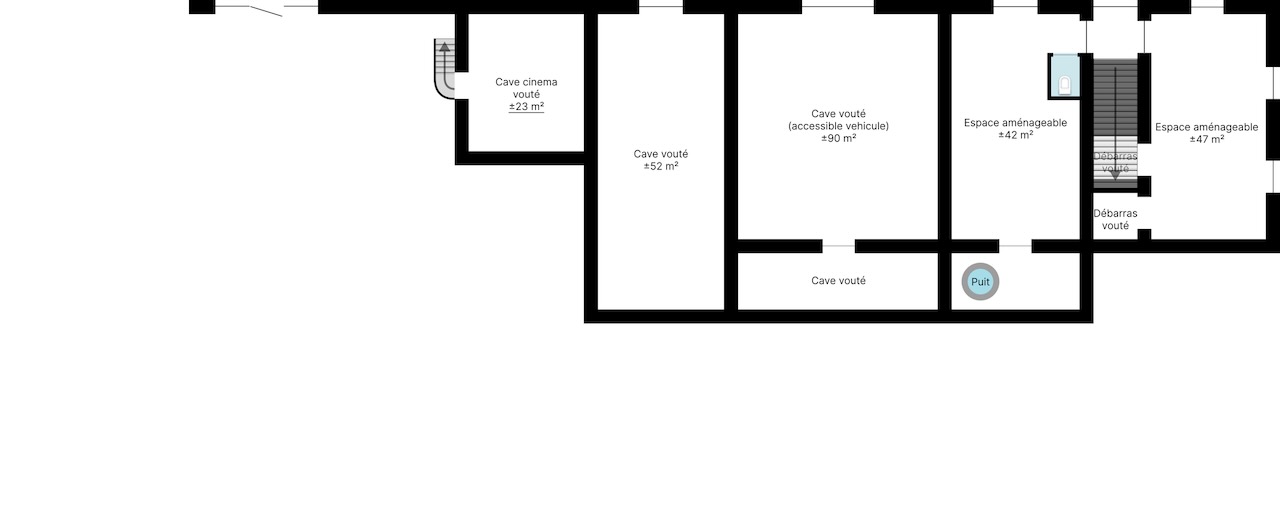 Cave cinema
vouté
±23 m²
Cave vouté
±52 m²
Cave vouté
(accessible vehicule)
±90 m²
Cave vouté
Espace aménageable
±42 m²
Puit
Débarras
vouté
Débarras
vouté
Espace aménageable
±47 m²